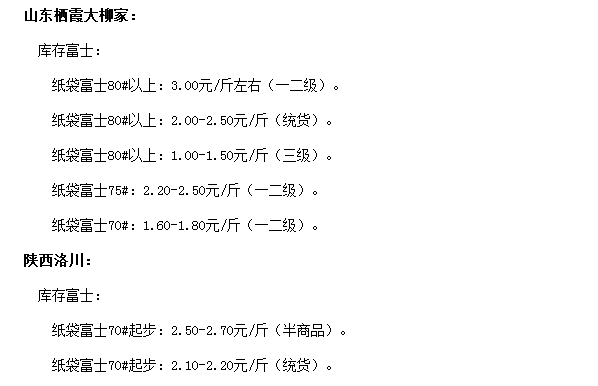 山东栖霞大柳家：
库存富士：
纸袋富士80#以上：3.00元/斤左右（一二级）。
纸袋富士80#以上：2.00-2.50元/斤（统货）。
纸袋富士80#以上：1.00-1.50元/斤（三级）。
纸袋富士75#：2.20-2.50元/斤（一二级）。
纸袋富士70#：1.60-1.80元/斤（一二级）。
陕西洛川：
库存富士：
纸袋富士70#起步：2.50-2.70元/斤（半商品）。
纸袋富士70#起步：2.10-2.20元/斤（统货）。